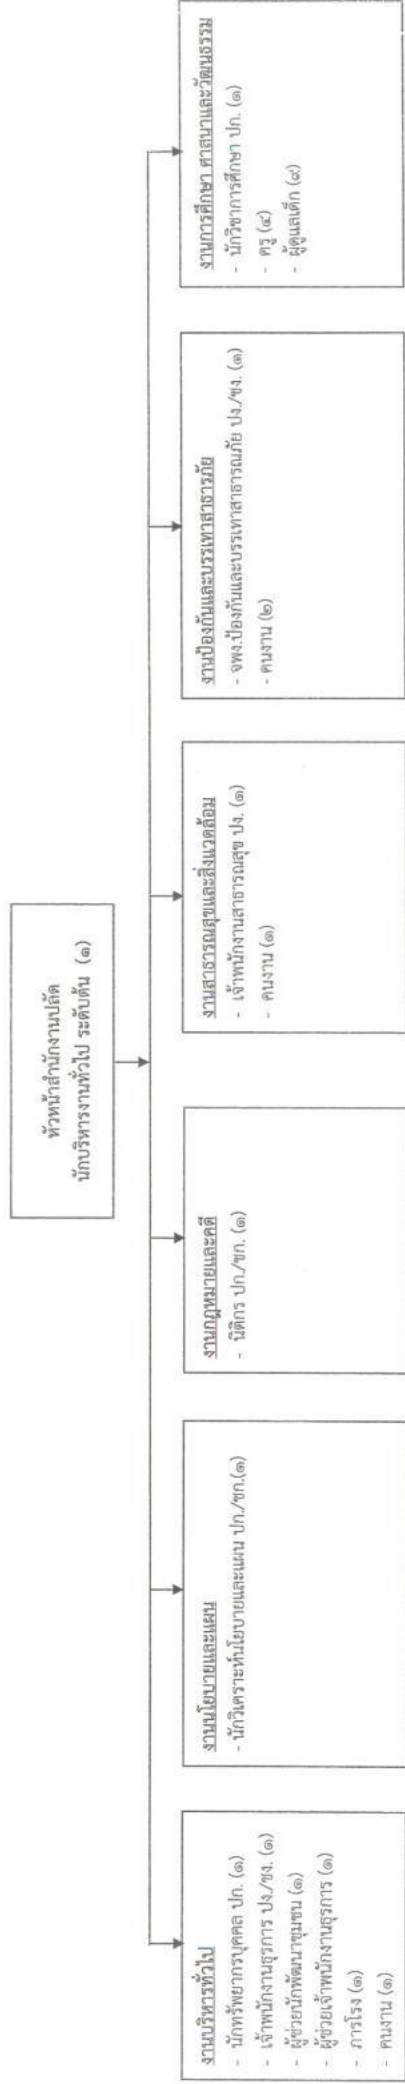 หัวหน้าสำนักงานปลัด
นักบริหารงานทั่วไป ระดับต้น (๑)
งานบริหารทั่วไป
- นักทรัพยากรบุคคล ปก. (๑)
- เจ้าพนักงานธุรการ ปง./ชง. (๑)
- ผู้ช่วยนักพัฒนาชุมชน (๑)
- ผู้ช่วยเจ้าพนักงานธุรการ (๑)
- ภารโรง (๑)
- คนงาน (๑)
งานนโยบายและแผน
- นักวิเคราะห์นโยบายและแผน ปก./ชก.(๑)
งานกฎหมายและคดี
- นิติกร ปก./ชก. (๑)
งานสาธารณสุขและสิ่งแวดล้อม
- เจ้าพนักงานสาธารณสุข ปง. (๑)
- คนงาน (๑)
งานป้องกันและบรรเทาสาธารภัย
- จพง.ป้องกันและบรรเทาสาธารณภัย ปง./ชง. (๑)
- คนงาน (๒)
งานการศึกษา ศาสนาและวัฒนธรรม
- นักวิชาการศึกษา ปก. (๑)
- ครู (๔)
- ผู้ดูแลเด็ก (๙)